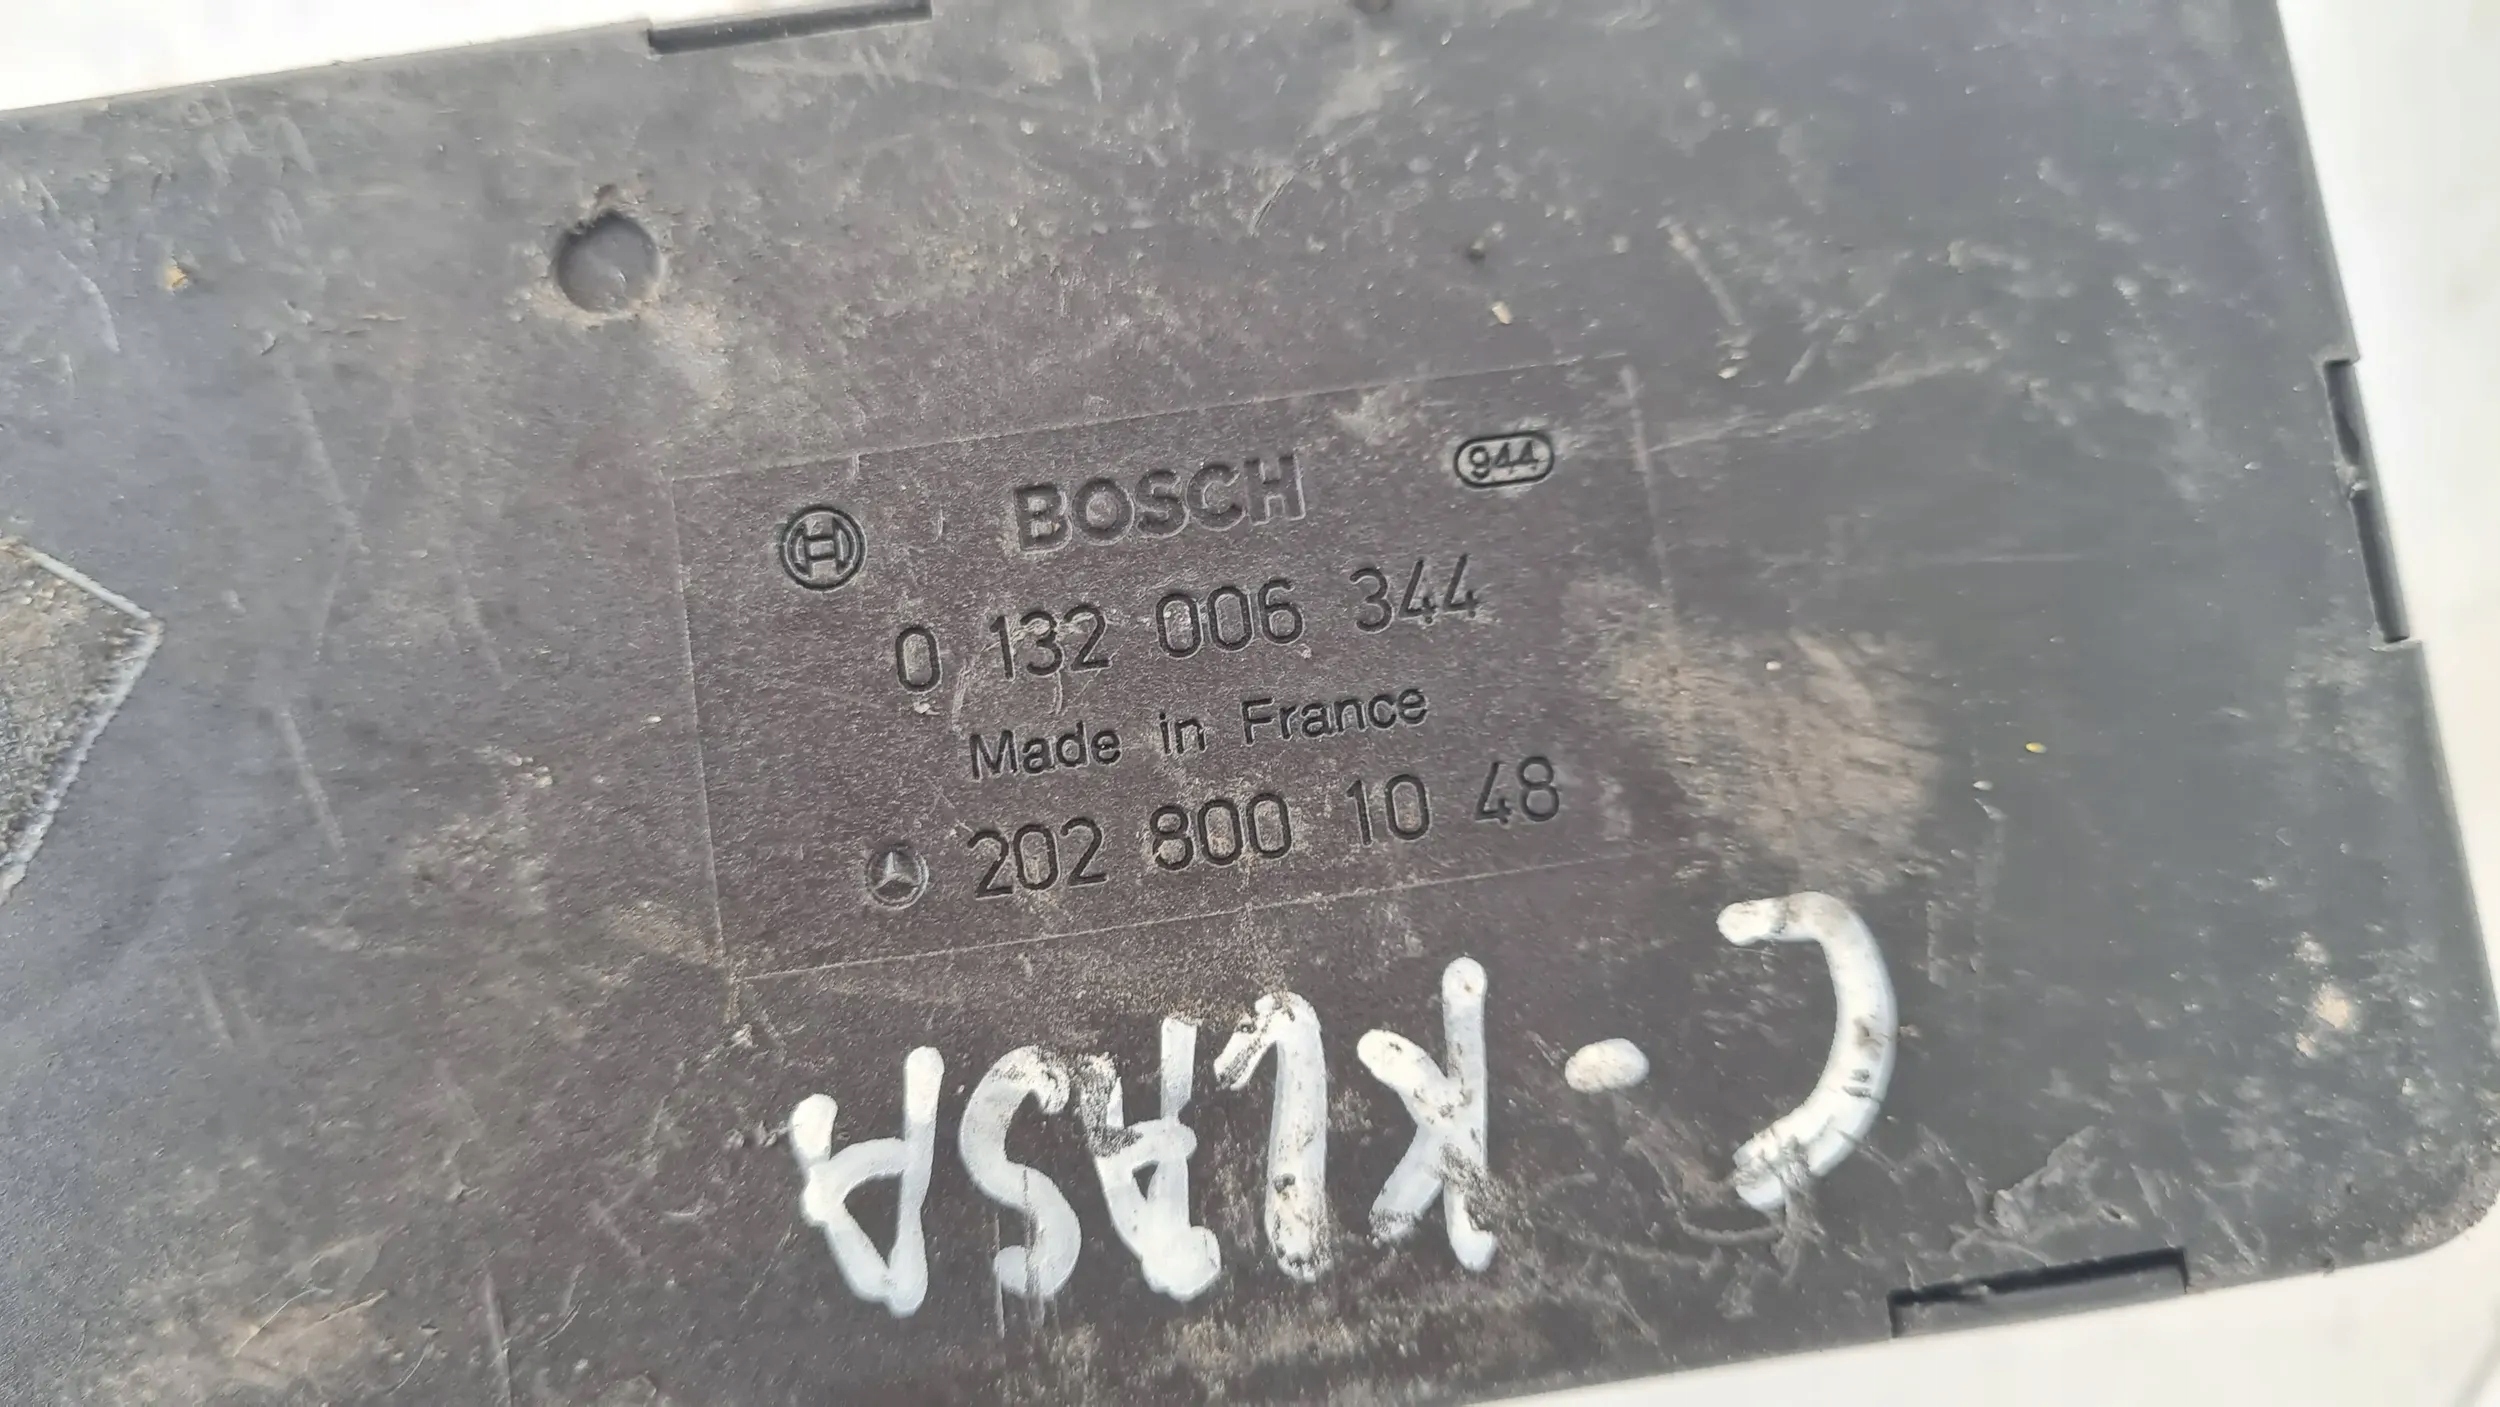 BOSCH 944
0 132 006 344
Made in France
202 800 10 48
C-KLASA